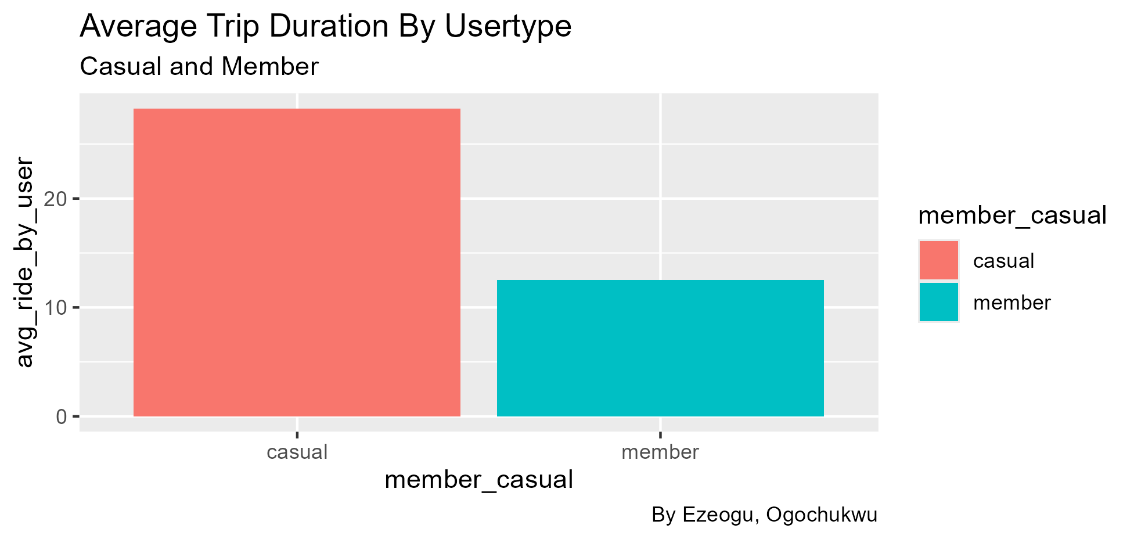 Average Trip Duration By Usertype
Casual and Member
avg_ride_by_user
20
10
0
casual
member
member_casual
member_casual
casual
member
By Ezeogu, Ogochukwu